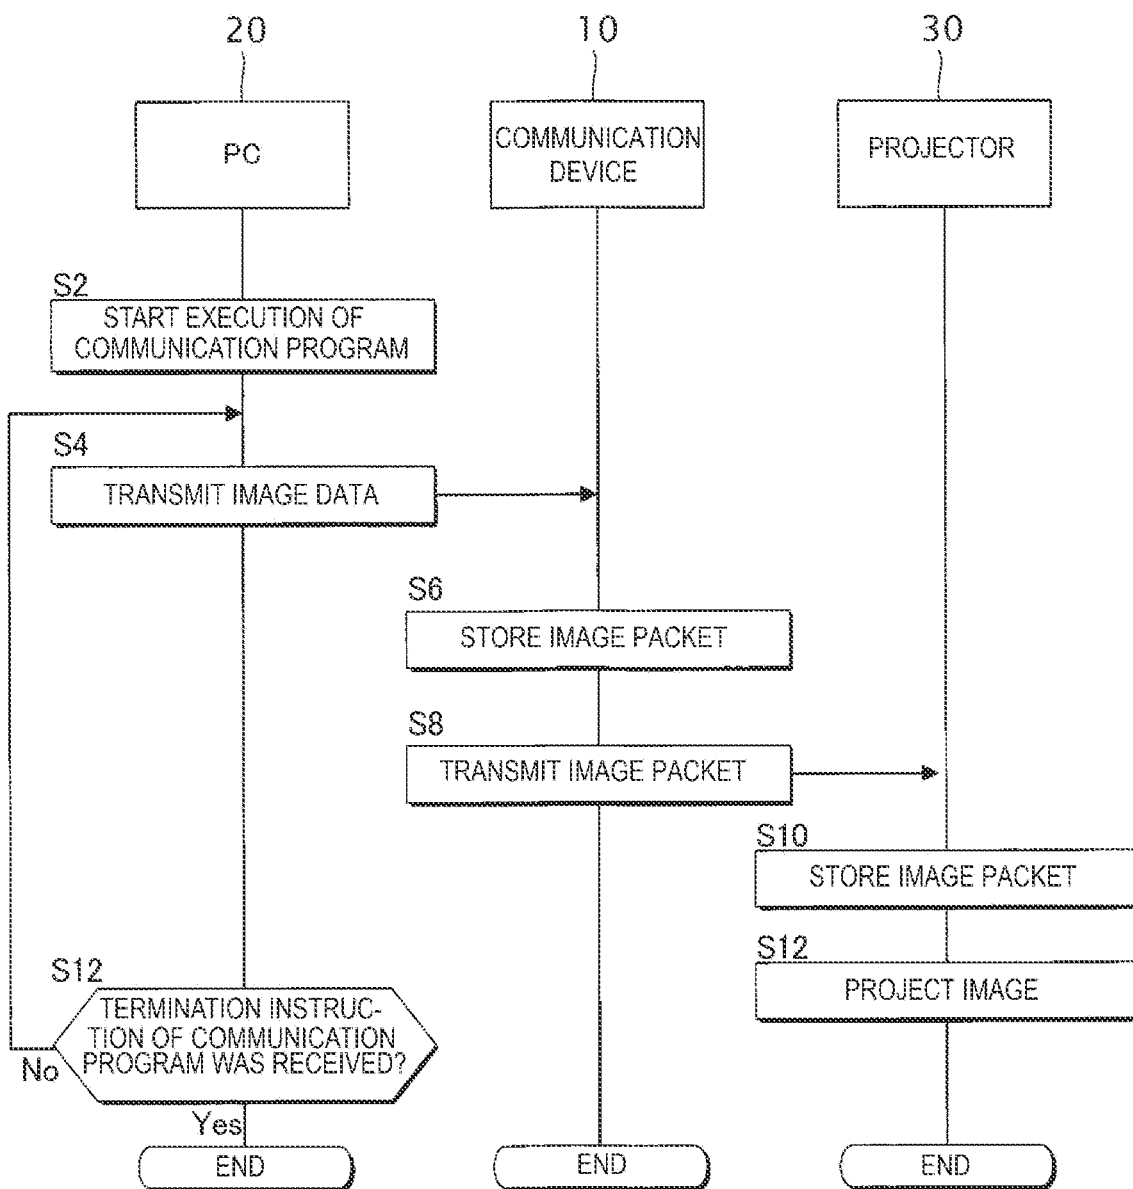 20
10
30
PC
COMMUNICATION
DEVICE
PROJECTOR
S2
START EXECUTION OF
COMMUNICATION PROGRAM
S4
TRANSMIT IMAGE DATA
S6
STORE IMAGE PACKET
S8
TRANSMIT IMAGE PACKET
S10
STORE IMAGE PACKET
S12
PROJECT IMAGE
S12
TERMINATION INSTRUC-
TION OF COMMUNICATION
PROGRAM WAS RECEIVED?
No
Yes
END
END
END